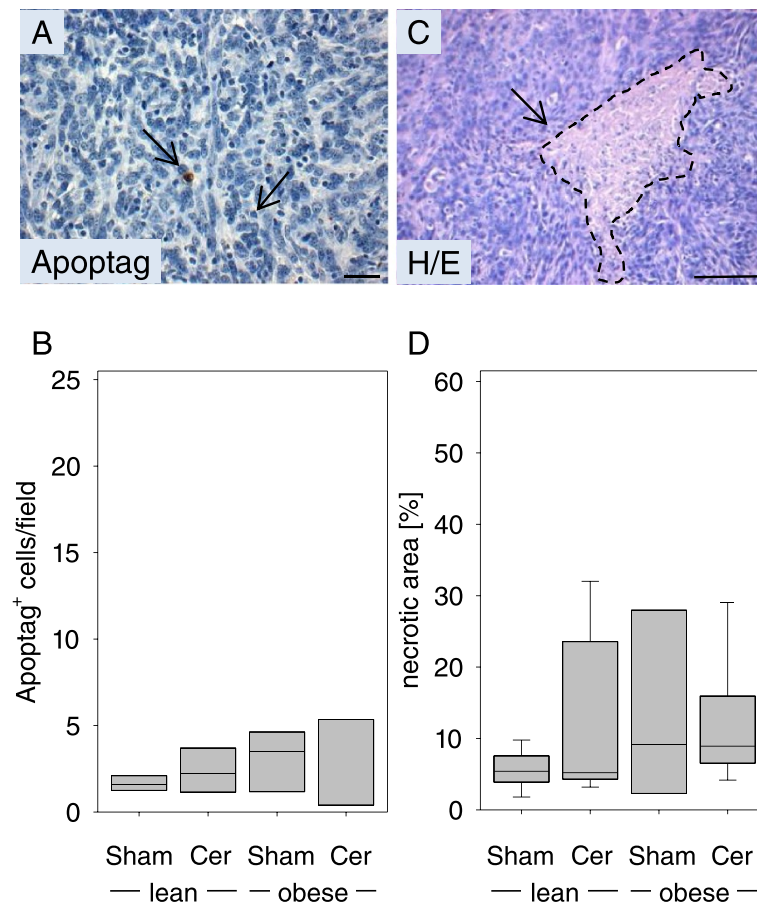 A
Apoptag
C
H/E
B
Apoptag+ cells/field
25
20
15
10
5
0
Sham Cer Sham Cer
lean obese
D
necrotic area [%]
60
50
40
30
20
10
0
Sham Cer Sham Cer
lean obese